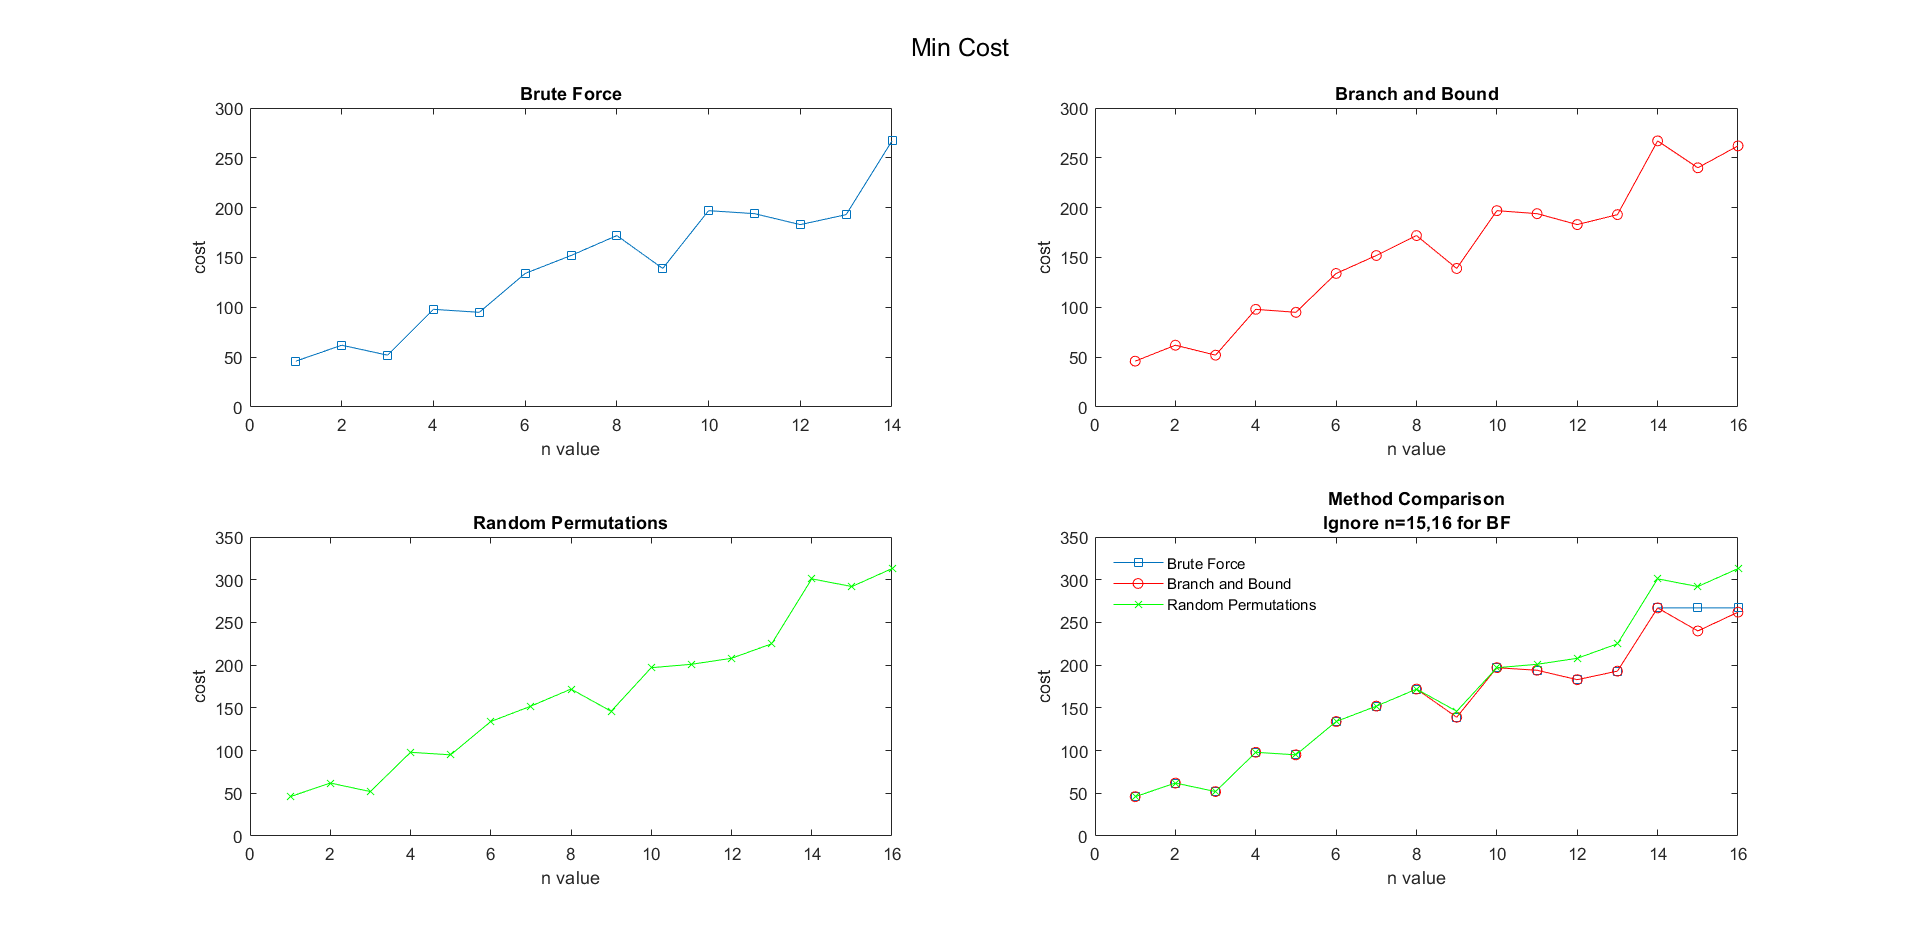 Min Cost
Brute Force
300
250
200
150
100
50
0
cost
0 2 4 6 8 10 12 14
n value
Branch and Bound
300
250
200
150
100
50
0
cost
0 2 4 6 8 10 12 14 16
n value
Random Permutations
350
300
250
200
150
100
50
0
cost
0 2 4 6 8 10 12 14 16
n value
Method Comparison
Ignore n=15,16 for BF
350
300
250
200
150
100
50
0
cost
Brute Force
Branch and Bound
Random Permutations
0 2 4 6 8 10 12 14 16
n value